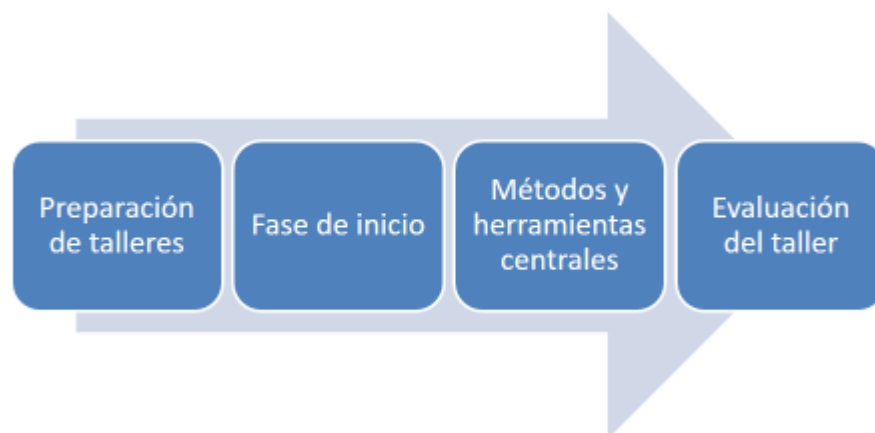 Preparación
de talleres
Fase de inicio
Métodos y
herramientas
centrales
Evaluación
del taller